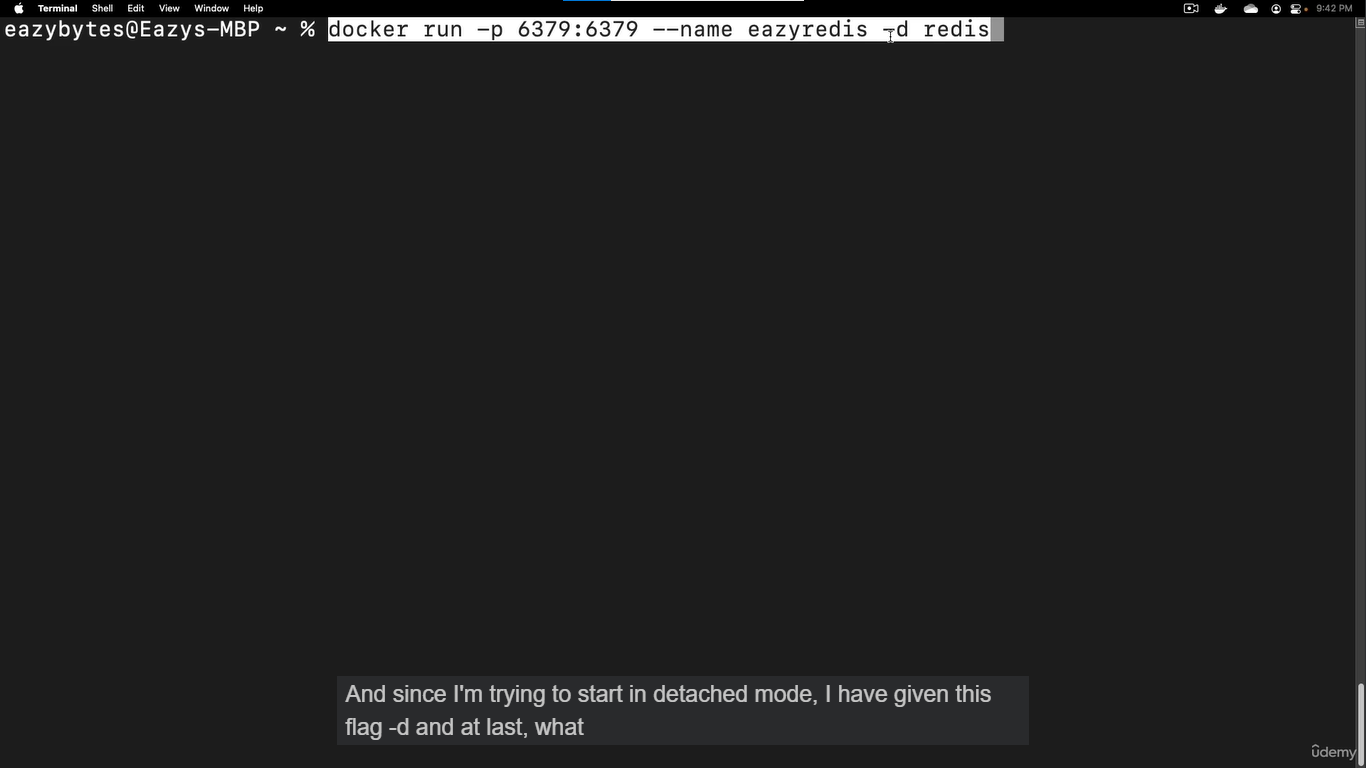 Terminal Shell Edit View Window Help 9:42 PM
eazybytes@Eazys-MBP ~ % docker run -p 6379:6379 --name eazyredis -d redis
And since I'm trying to start in detached mode, I have given this
flag -d and at last, what
ûdemy